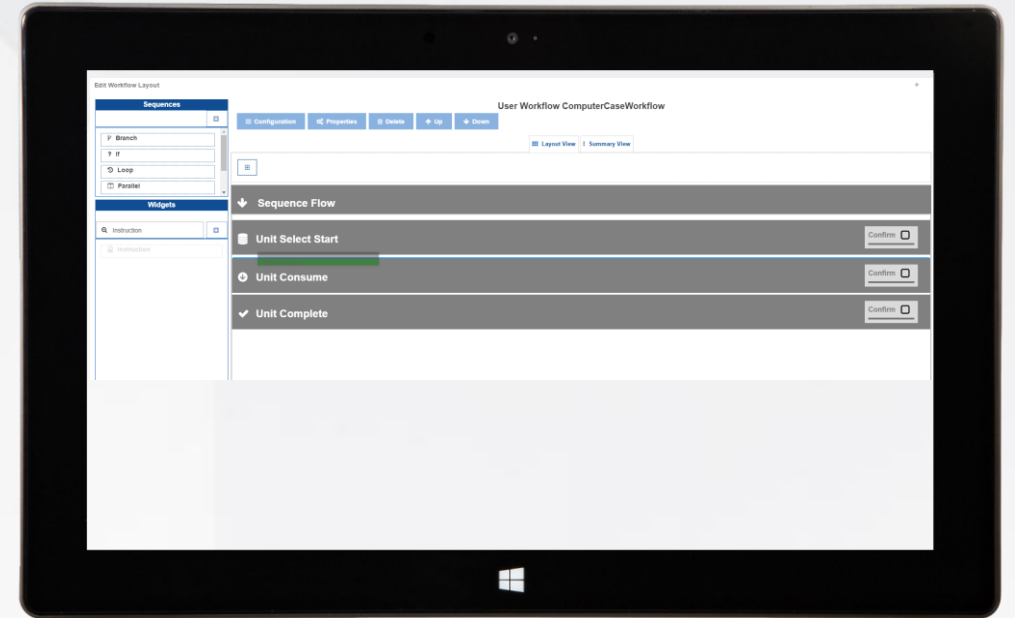 Edit Workflow Layout
Sequences
User Workflow ComputerCaseWorkflow
Configuration
Properties
Delete
Up
Down
Branch
If
Loop
Parallel
Layout View
Summary View
Widgets
Instruction
Instruction
Sequence Flow
Unit Select Start
Confirm
Unit Consume
Confirm
Unit Complete
Confirm